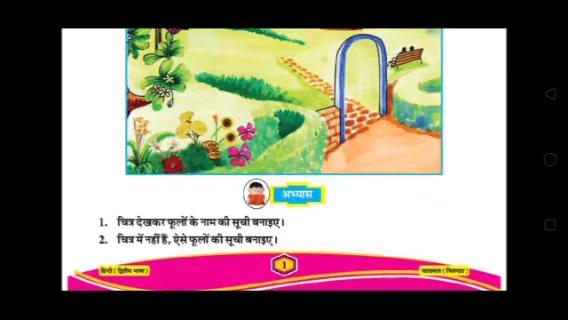 अभ्यास
1. चित्र देखकर फूलों के नाम की सूची बनाइए।
2. चित्र में नहीं हैं, ऐसे फूलों की सूची बनाइए।
हिन्दी ( द्वितीय भाषा )
1